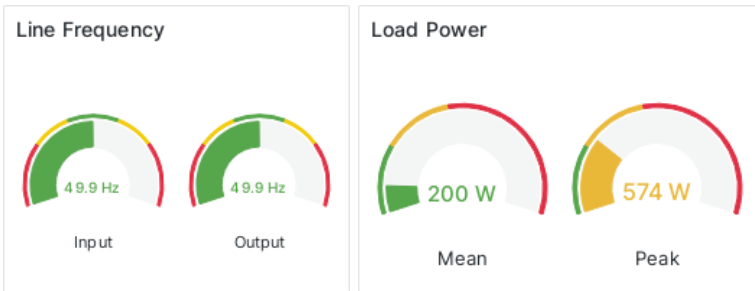 Line Frequency
49.9 Hz
Input
49.9 Hz
Output
Load Power
200 W
Mean
574 W
Peak